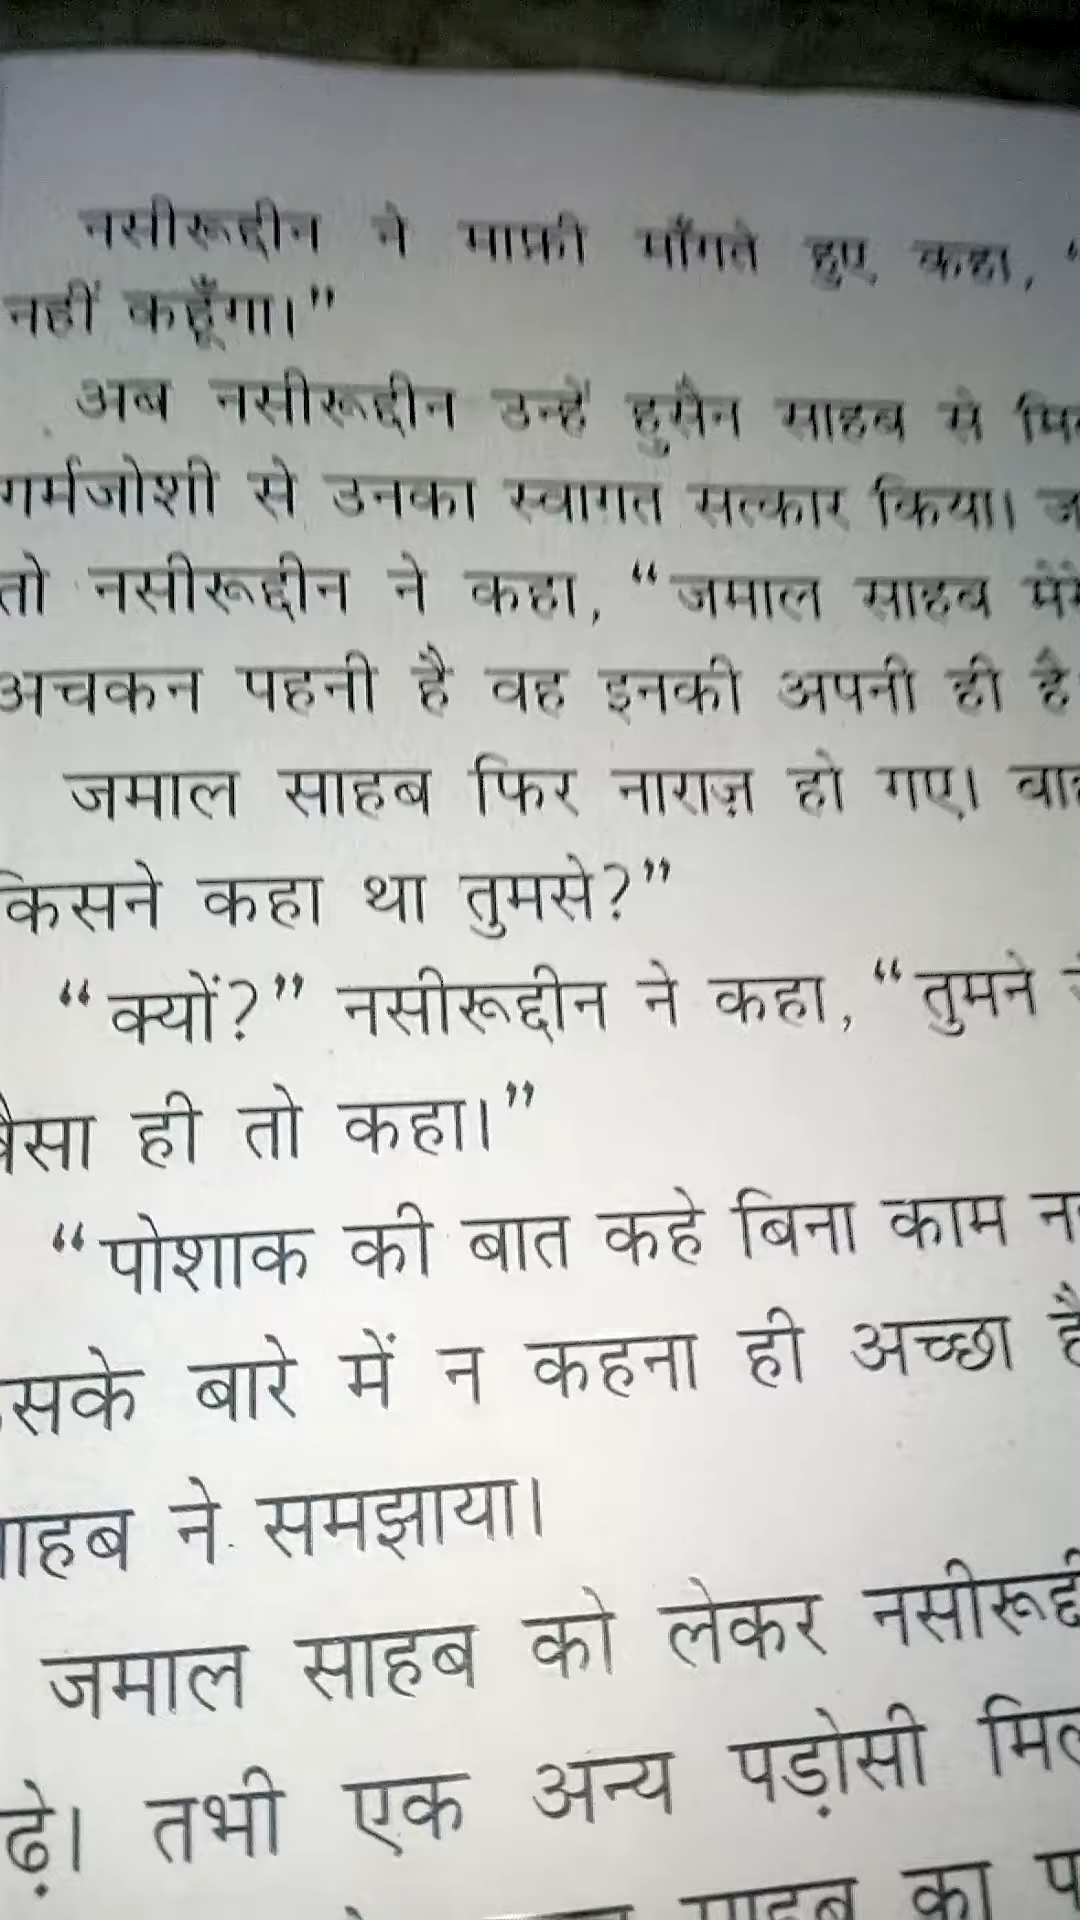 नसीरूद्दीन ने माफ़ी माँगते हुए कहा, “
नहीं कहूँगा।”
अब नसीरूद्दीन उन्हें हुसैन साहब से
गर्मजोशी से उनका स्वागत सत्कार किया।
तो नसीरूद्दीन ने कहा, “जमाल साहब
अचकन पहनी है वह इनकी अपनी ही है
जमाल साहब फिर नाराज़ हो गए।
किसने कहा था तुमसे?”
“क्यों?” नसीरूद्दीन ने कहा, “तुमने
ही तो कहा।”
“पोशाक की बात कहे बिना काम
बारे में न कहना ही अच्छा
ने समझाया।
जमाल साहब को लेकर
तभी एक अन्य पड़ोसी
का